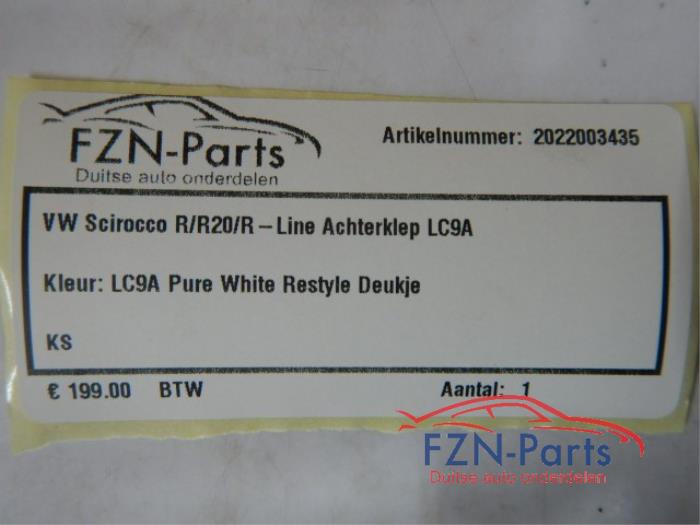 FZN-Parts
Duitse auto onderdelen
Artikelnummer: 2022003435
VW Scirocco R/R20/R-Line Achterklep LC9A
Kleur: LC9A Pure White Restyle Deukje
KS
€ 199.00 BTW
Aantal: 1
FZN-Parts
Duitse auto onderdelen